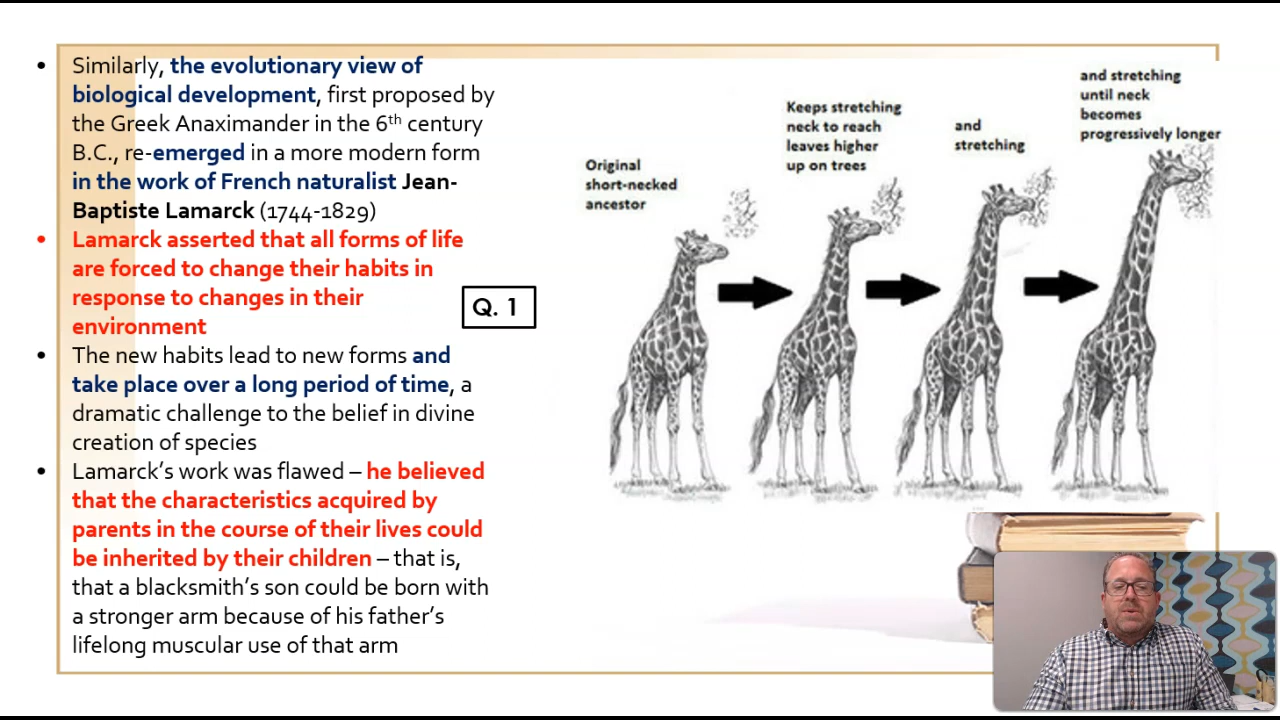 • Similarly, the evolutionary view of
biological development, first proposed by
the Greek Anaximander in the 6th century
B.C., re-emerged in a more modern form
in the work of French naturalist Jean-
Baptiste Lamarck (1744-1829)
• Lamarck asserted that all forms of life
are forced to change their habits in
response to changes in their
environment
• The new habits lead to new forms and
take place over a long period of time, a
dramatic challenge to the belief in divine
creation of species
• Lamarck's work was flawed – he believed
that the characteristics acquired by
parents in the course of their lives could
be inherited by their children – that is,
that a blacksmith's son could be born with
a stronger arm because of his father's
lifelong muscular use of that arm
Q. 1
Original
short-necked
ancestor
Keeps stretching
neck to reach
leaves higher
up on trees
and
stretching
and stretching
until neck
becomes
progressively longer